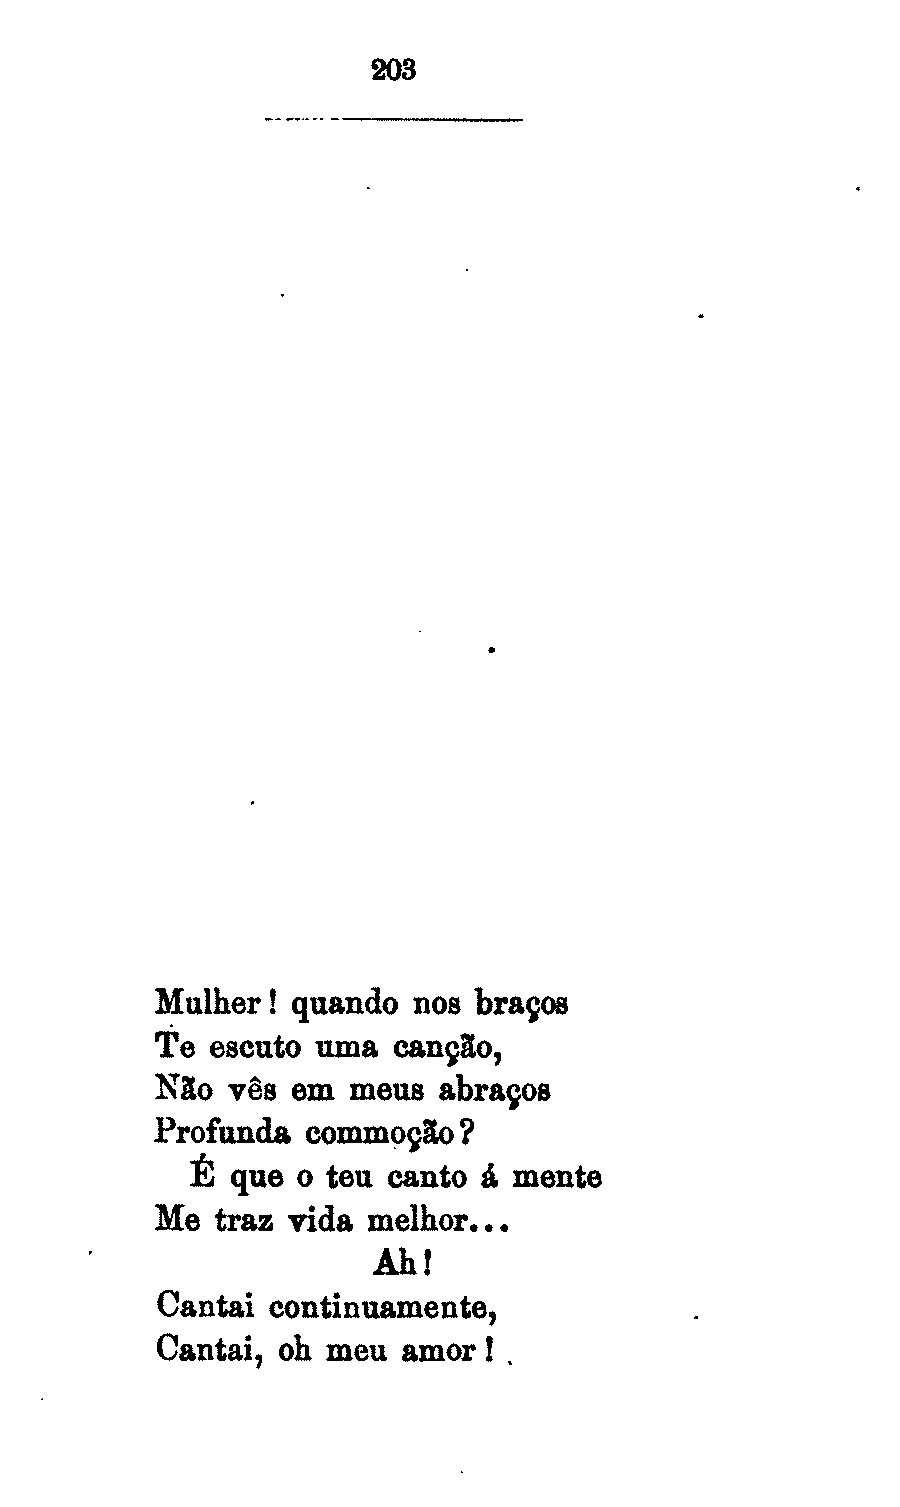 203
Mulher! quando nos braços
Te escuto uma canção,
Não vês em meus abraços
Profunda commoção?
É que o teu canto á mente
Me traz vida melhor...
Ah!
Cantai continuamente,
Cantai, oh meu amor!